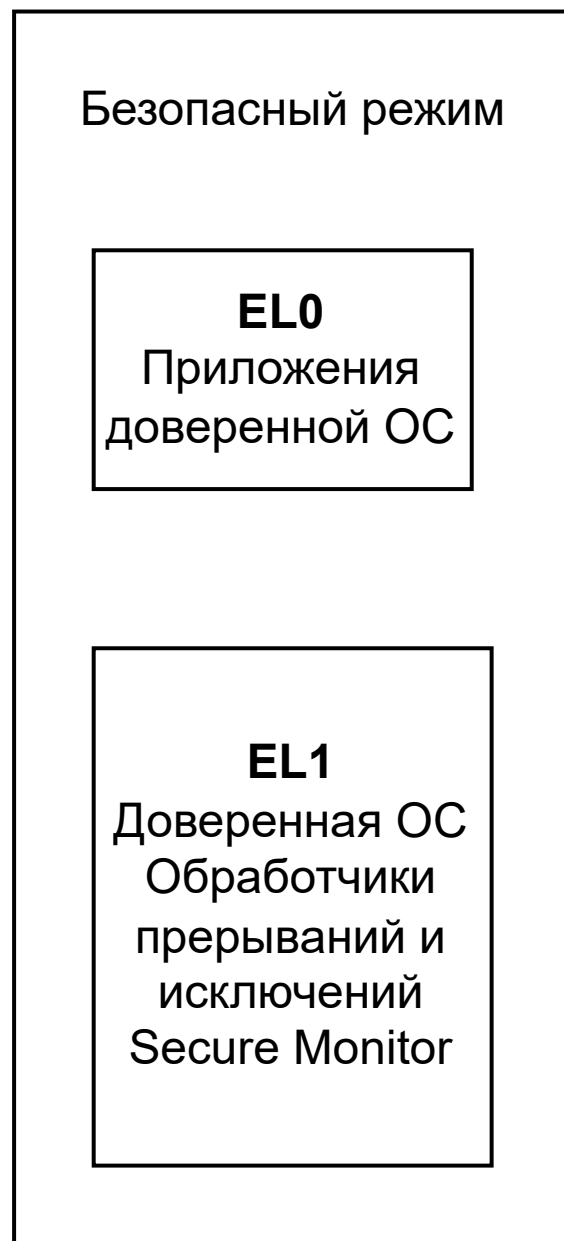 Безопасный режим
EL0
Приложения
доверенной ОС
EL1
Доверенная ОС
Обработчики
прерываний и
исключений
Secure Monitor